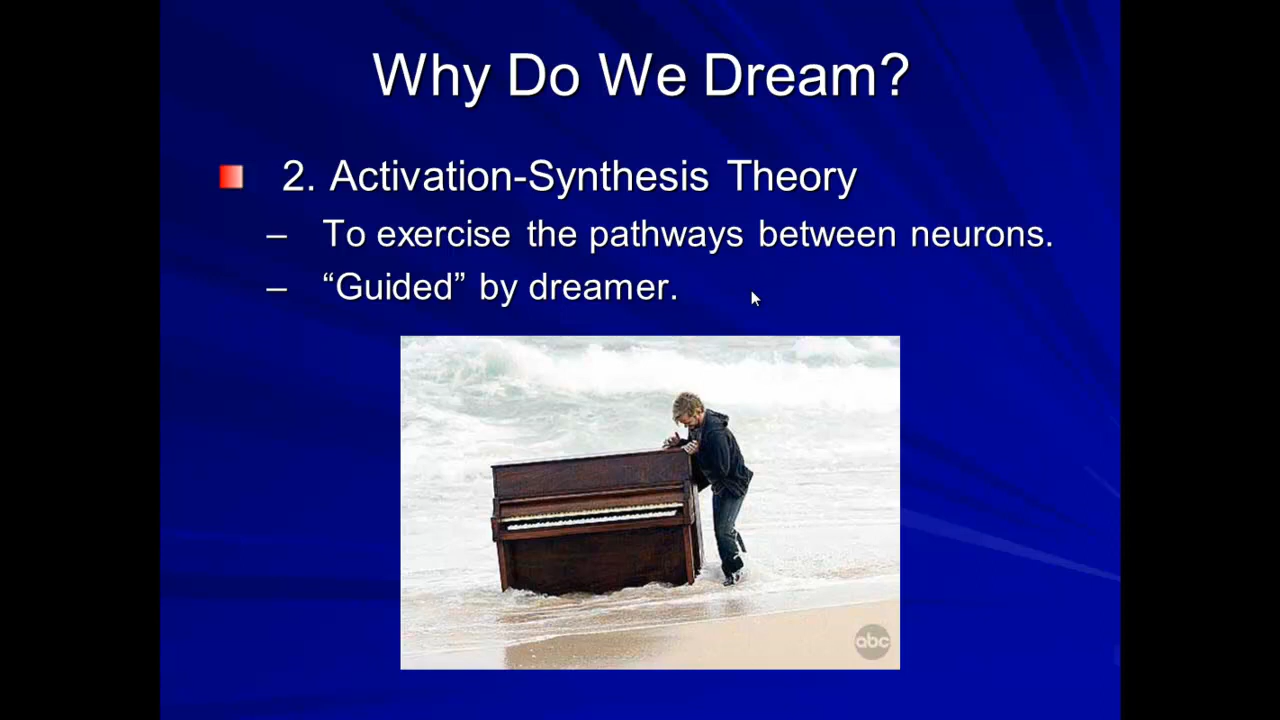 Why Do We Dream?
2. Activation-Synthesis Theory
– To exercise the pathways between neurons.
– “Guided” by dreamer.
abc